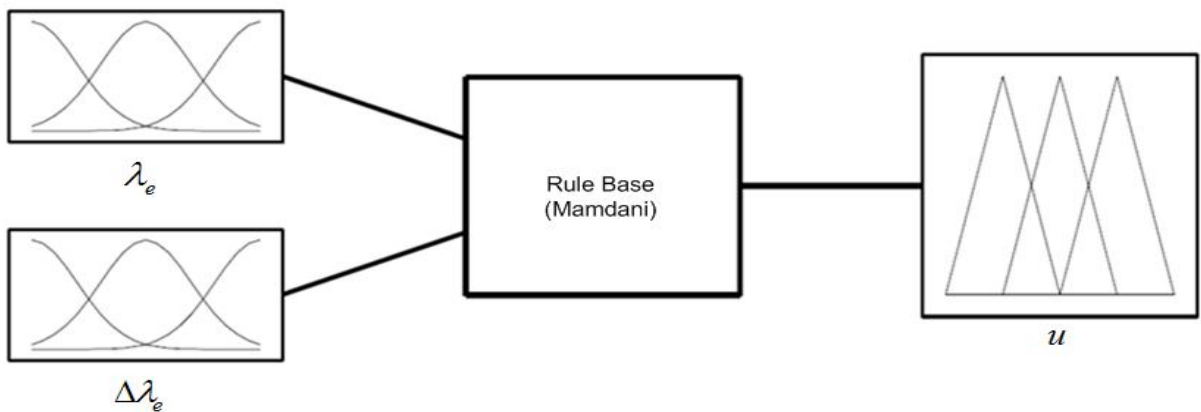 λₑ
Rule Base
(Mamdani)
Δλₑ
u